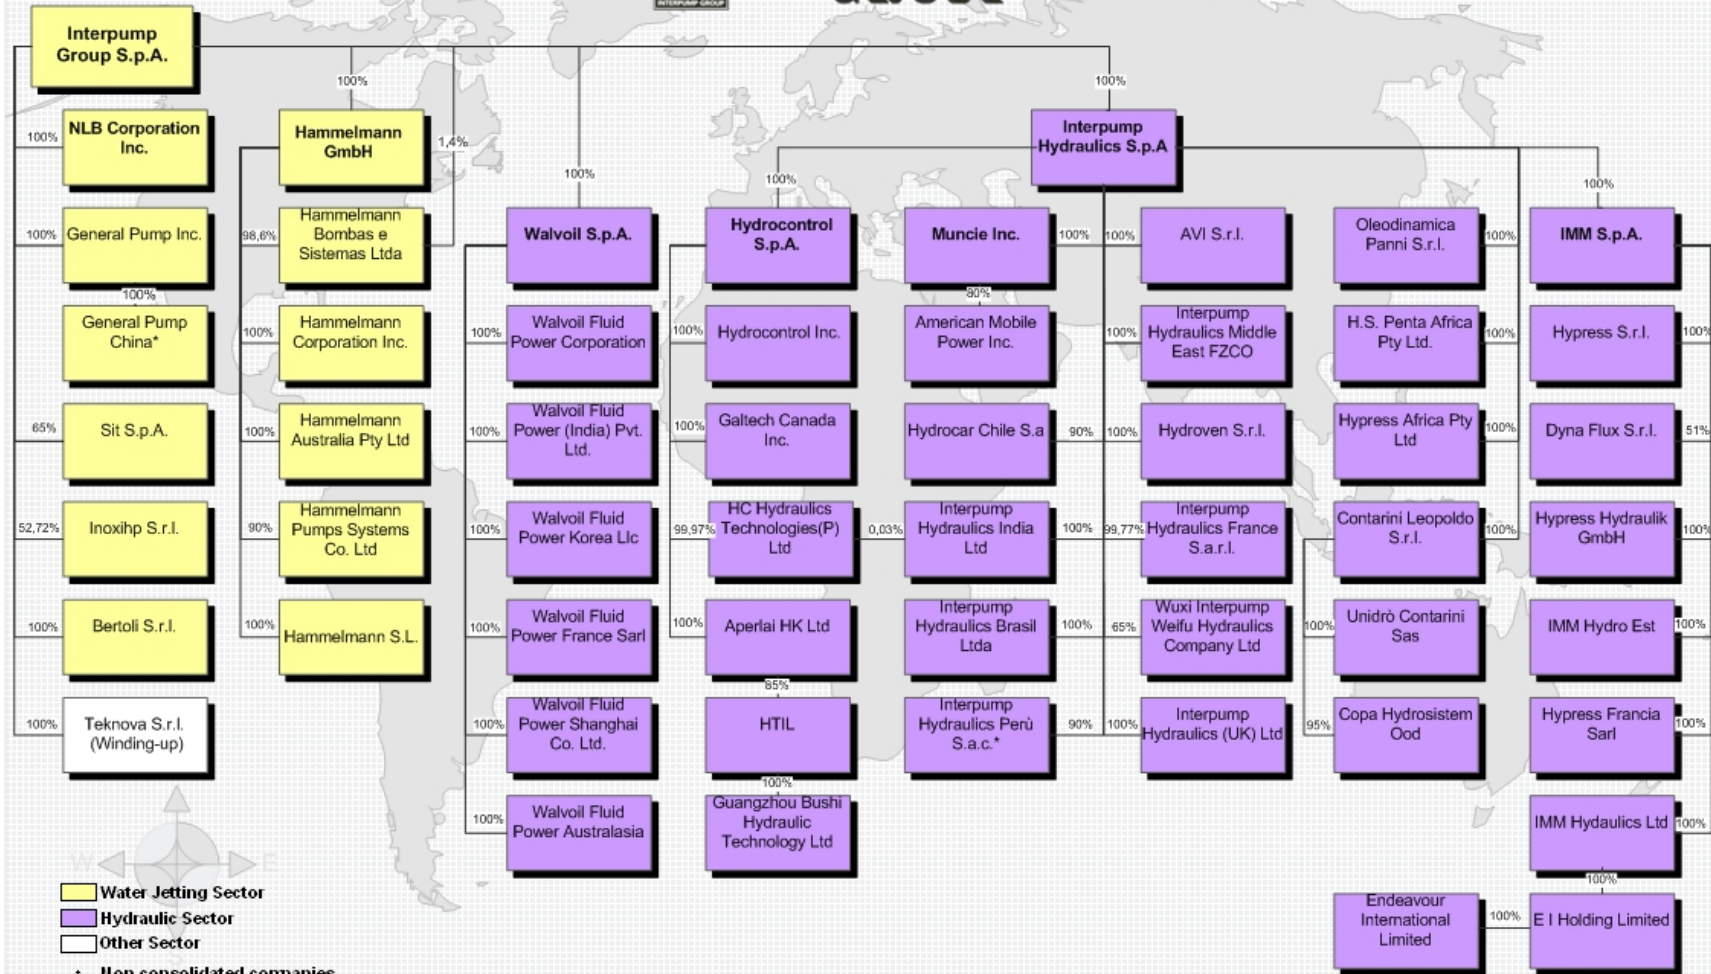 INTERPUMP GROUP
Interpump
Group S.p.A.
100%
100%
NLB Corporation
Inc.
100%
Hammelmann
GmbH
1,4%
100%
Interpump
Hydraulics S.p.A
100%
100%
General Pump Inc.
100%
100%
General Pump
China*
Sit S.p.A.
65%
Inoxihp S.r.l.
52,72%
Bertoli S.r.l.
100%
Teknova S.r.l.
(Winding-up)
100%
Hammelmann
Bombas e
Sistemas Ltda
98,6%
Hammelmann
Corporation Inc.
100%
Hammelmann
Australia Pty Ltd
100%
Hammelmann
Pumps Systems
Co. Ltd
90%
Hammelmann S.L.
100%
Walvoil S.p.A.
Walvoil Fluid
Power Corporation
100%
Walvoil Fluid
Power (India) Pvt.
Ltd.
100%
Walvoil Fluid
Power Korea Llc
100%
Walvoil Fluid
Power France Sarl
100%
Walvoil Fluid
Power Shanghai
Co. Ltd.
100%
Walvoil Fluid
Power Australasia
100%
Hydrocontrol
S.p.A.
Hydrocontrol Inc.
100%
Galtech Canada
Inc.
100%
HC Hydraulics
Technologies(P)
Ltd
99,97%
0,03%
Aperlai HK Ltd
100%
85%
HTIL
100%
Guangzhou Bushi
Hydraulic
Technology Ltd
Muncie Inc.
100%
80%
American Mobile
Power Inc.
Hydrocar Chile S.a
90%
Interpump
Hydraulics India
Ltd
100%
Interpump
Hydraulics Brasil
Ltda
100%
Interpump
Hydraulics Perù
S.a.c.*
90%
AVI S.r.l.
100%
Interpump
Hydraulics Middle
East FZCO
100%
Hydroven S.r.l.
100%
Interpump
Hydraulics France
S.a.r.l.
99,77%
Wuxi Interpump
Weifu Hydraulics
Company Ltd
65%
Interpump
Hydraulics (UK) Ltd
100%
Oleodinamica
Panni S.r.l.
100%
H.S. Penta Africa
Pty Ltd.
100%
Hypress Africa Pty
Ltd
100%
Contarini Leopoldo
S.r.l.
100%
Unidrò Contarini
Sas
100%
Copa Hydrosistem
Ood
95%
IMM S.p.A.
Hypress S.r.l.
100%
Dyna Flux S.r.l.
51%
Hypress Hydraulik
GmbH
100%
IMM Hydro Est
100%
Hypress Francia
Sarl
100%
IMM Hydaulics Ltd
100%
100%
Endeavour
International
Limited
100%
E I Holding Limited
W
E
S
Water Jetting Sector
Hydraulic Sector
Other Sector
* Non consolidated companies